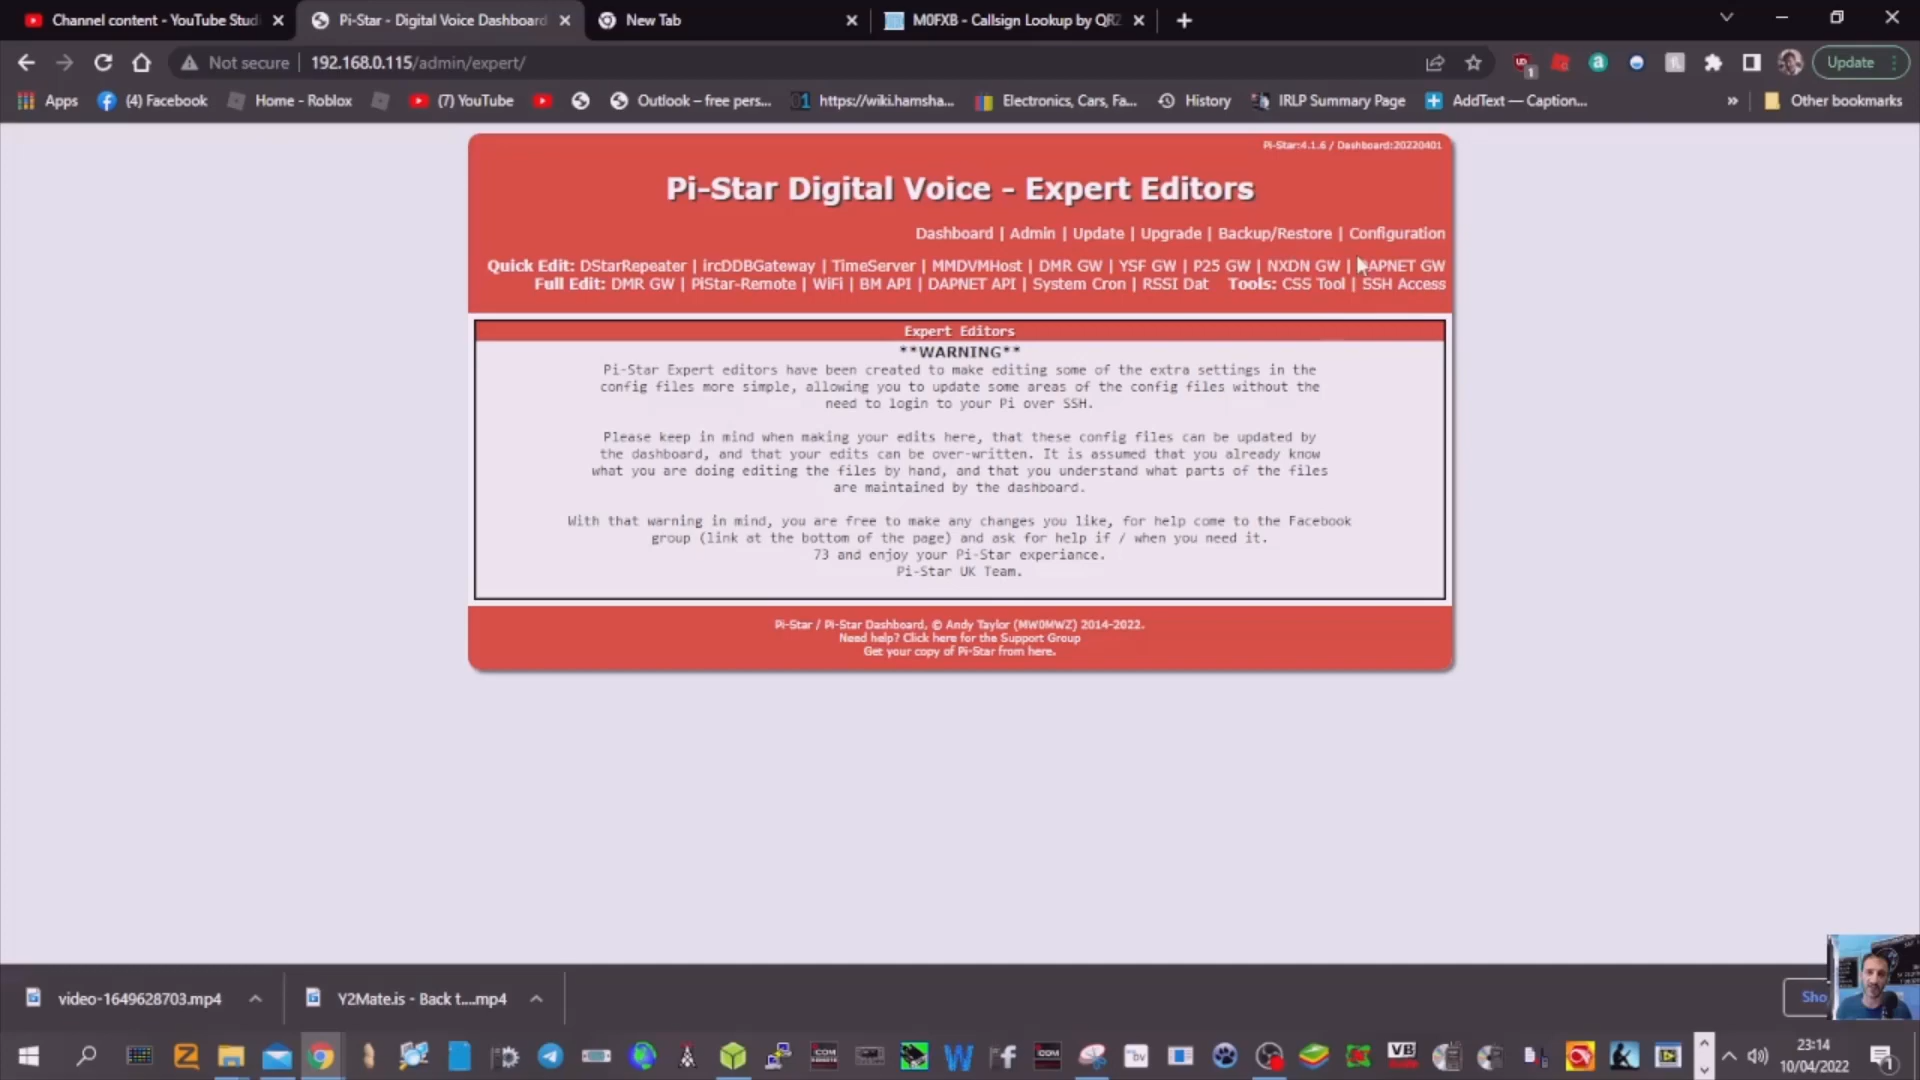 Channel content - YouTube Studi
Pi-Star - Digital Voice Dashboard
New Tab
M0FXB - Callsign Lookup by QRZ
Not secure
192.168.0.115/admin/expert/
Update
Apps
(4) Facebook
Home - Roblox
(7) YouTube
Outlook – free pers...
https://wiki.hamsha...
Electronics, Cars, Fa...
History
IRLP Summary Page
AddText — Caption...
» Other bookmarks
Pi-Star:4.1.6 / Dashboard:20220401
Pi-Star Digital Voice - Expert Editors
Dashboard | Admin | Update | Upgrade | Backup/Restore | Configuration
Quick Edit: DStarRepeater | ircDDBGateway | TimeServer | MMDVMHost | DMR GW | YSF GW | P25 GW | NXDN GW | DAPNET GW
Full Edit: DMR GW | PiStar-Remote | WiFi | BM API | DAPNET API | System Cron | RSSI Dat Tools: CSS Tool | SSH Access
Expert Editors
**WARNING**
Pi-Star Expert editors have been created to make editing some of the extra settings in the
config files more simple, allowing you to update some areas of the config files without the
need to login to your Pi over SSH.
Please keep in mind when making your edits here, that these config files can be updated by
the dashboard, and that your edits can be over-written. It is assumed that you already know
what you are doing editing the files by hand, and that you understand what parts of the files
are maintained by the dashboard.
With that warning in mind, you are free to make any changes you like, for help come to the Facebook
group (link at the bottom of the page) and ask for help if / when you need it.
73 and enjoy your Pi-Star experiance.
Pi-Star UK Team.
Pi-Star / Pi-Star Dashboard, © Andy Taylor (MW0MWZ) 2014-2022.
Need help? Click here for the Support Group
Get your copy of Pi-Star from here.
video-1649628703.mp4
Y2Mate.is - Back t....mp4
Sho
23:14
10/04/2022